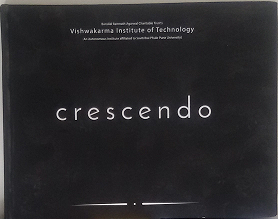 Bansilal Ramnath Agarwal Charitable Trust's
Vishwakarma Institute of Technology
(An Autonomous Institute affiliated to Savitribai Phule Pune University)
crescendo